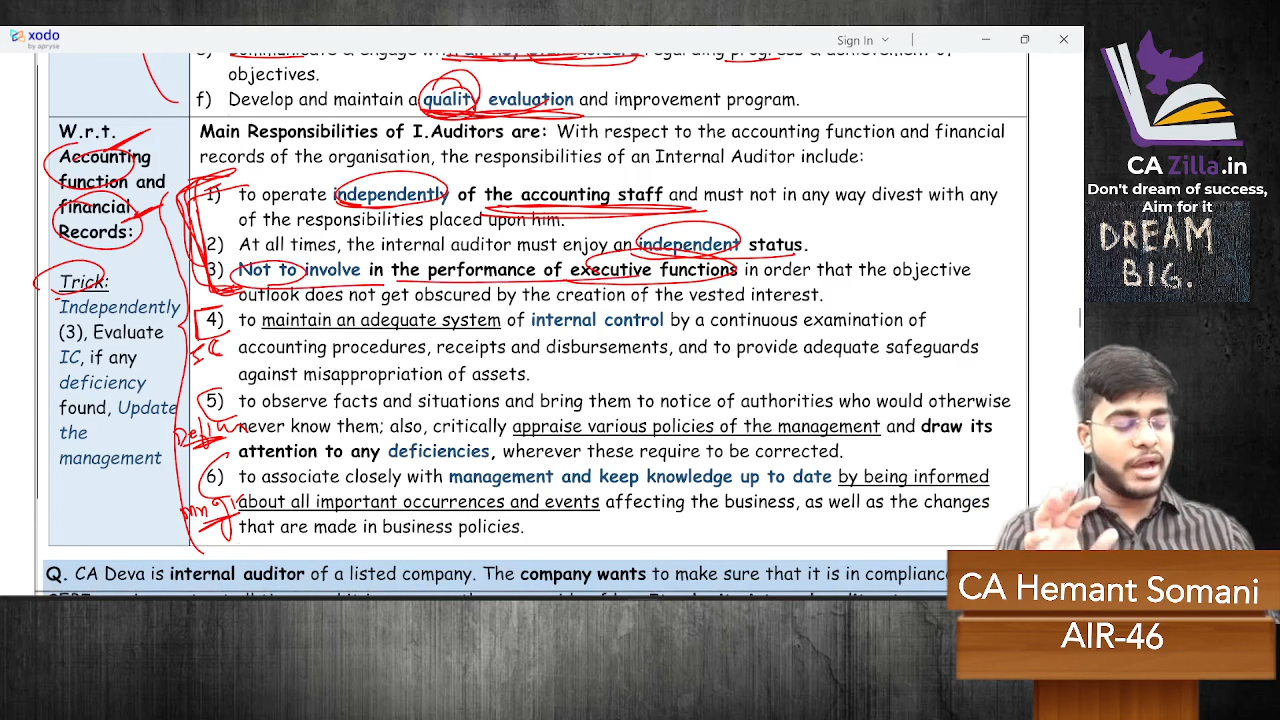 xodo
by apryse
Sign In
objectives.
f) Develop and maintain a quality evaluation and improvement program.
W.r.t.
Accounting
function and
financial
Records:
Trick:
Independently
(3), Evaluate
IC, if any
deficiency
found, Update
the
management
Main Responsibilities of I.Auditors are: With respect to the accounting function and financial
records of the organisation, the responsibilities of an Internal Auditor include:
1) to operate independently of the accounting staff and must not in any way divest with any
of the responsibilities placed upon him.
2) At all times, the internal auditor must enjoy an independent status.
3) Not to involve in the performance of executive functions in order that the objective
outlook does not get obscured by the creation of the vested interest.
4) to maintain an adequate system of internal control by a continuous examination of
accounting procedures, receipts and disbursements, and to provide adequate safeguards
against misappropriation of assets.
5) to observe facts and situations and bring them to notice of authorities who would otherwise
never know them; also, critically appraise various policies of the management and draw its
attention to any deficiencies, wherever these require to be corrected.
6) to associate closely with management and keep knowledge up to date by being informed
about all important occurrences and events affecting the business, as well as the changes
that are made in business policies.
IC
Q. CA Deva is internal auditor of a listed company. The company wants to make sure that it is in compliance
CA Zilla.in
Don't dream of success,
Aim for it
DREAM
BIG.
CA Hemant Somani
AIR-46